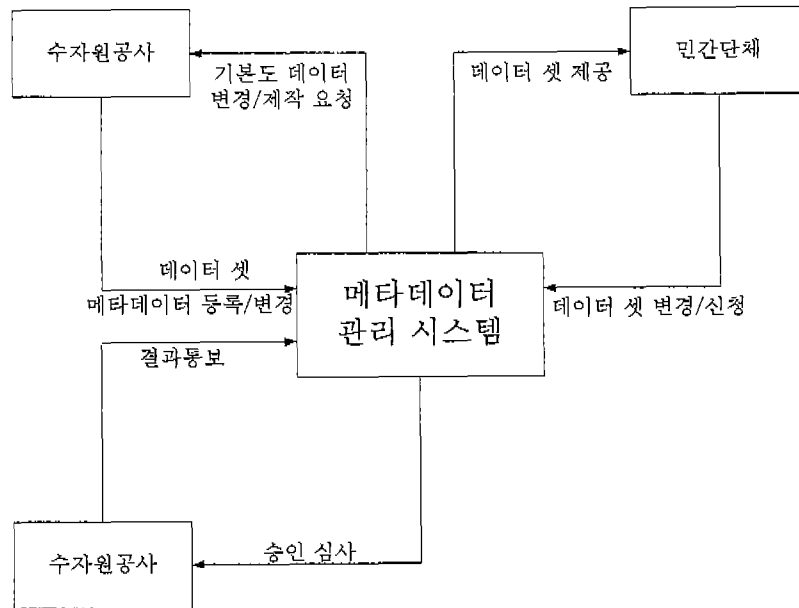 수자원공사
민간단체
기본도 데이터
변경/제작 요청
데이터 셋 제공
데이터 셋
메타데이터 등록/변경
메타데이터
관리 시스템
데이터 셋 변경/신청
결과통보
수자원공사
승인 심사